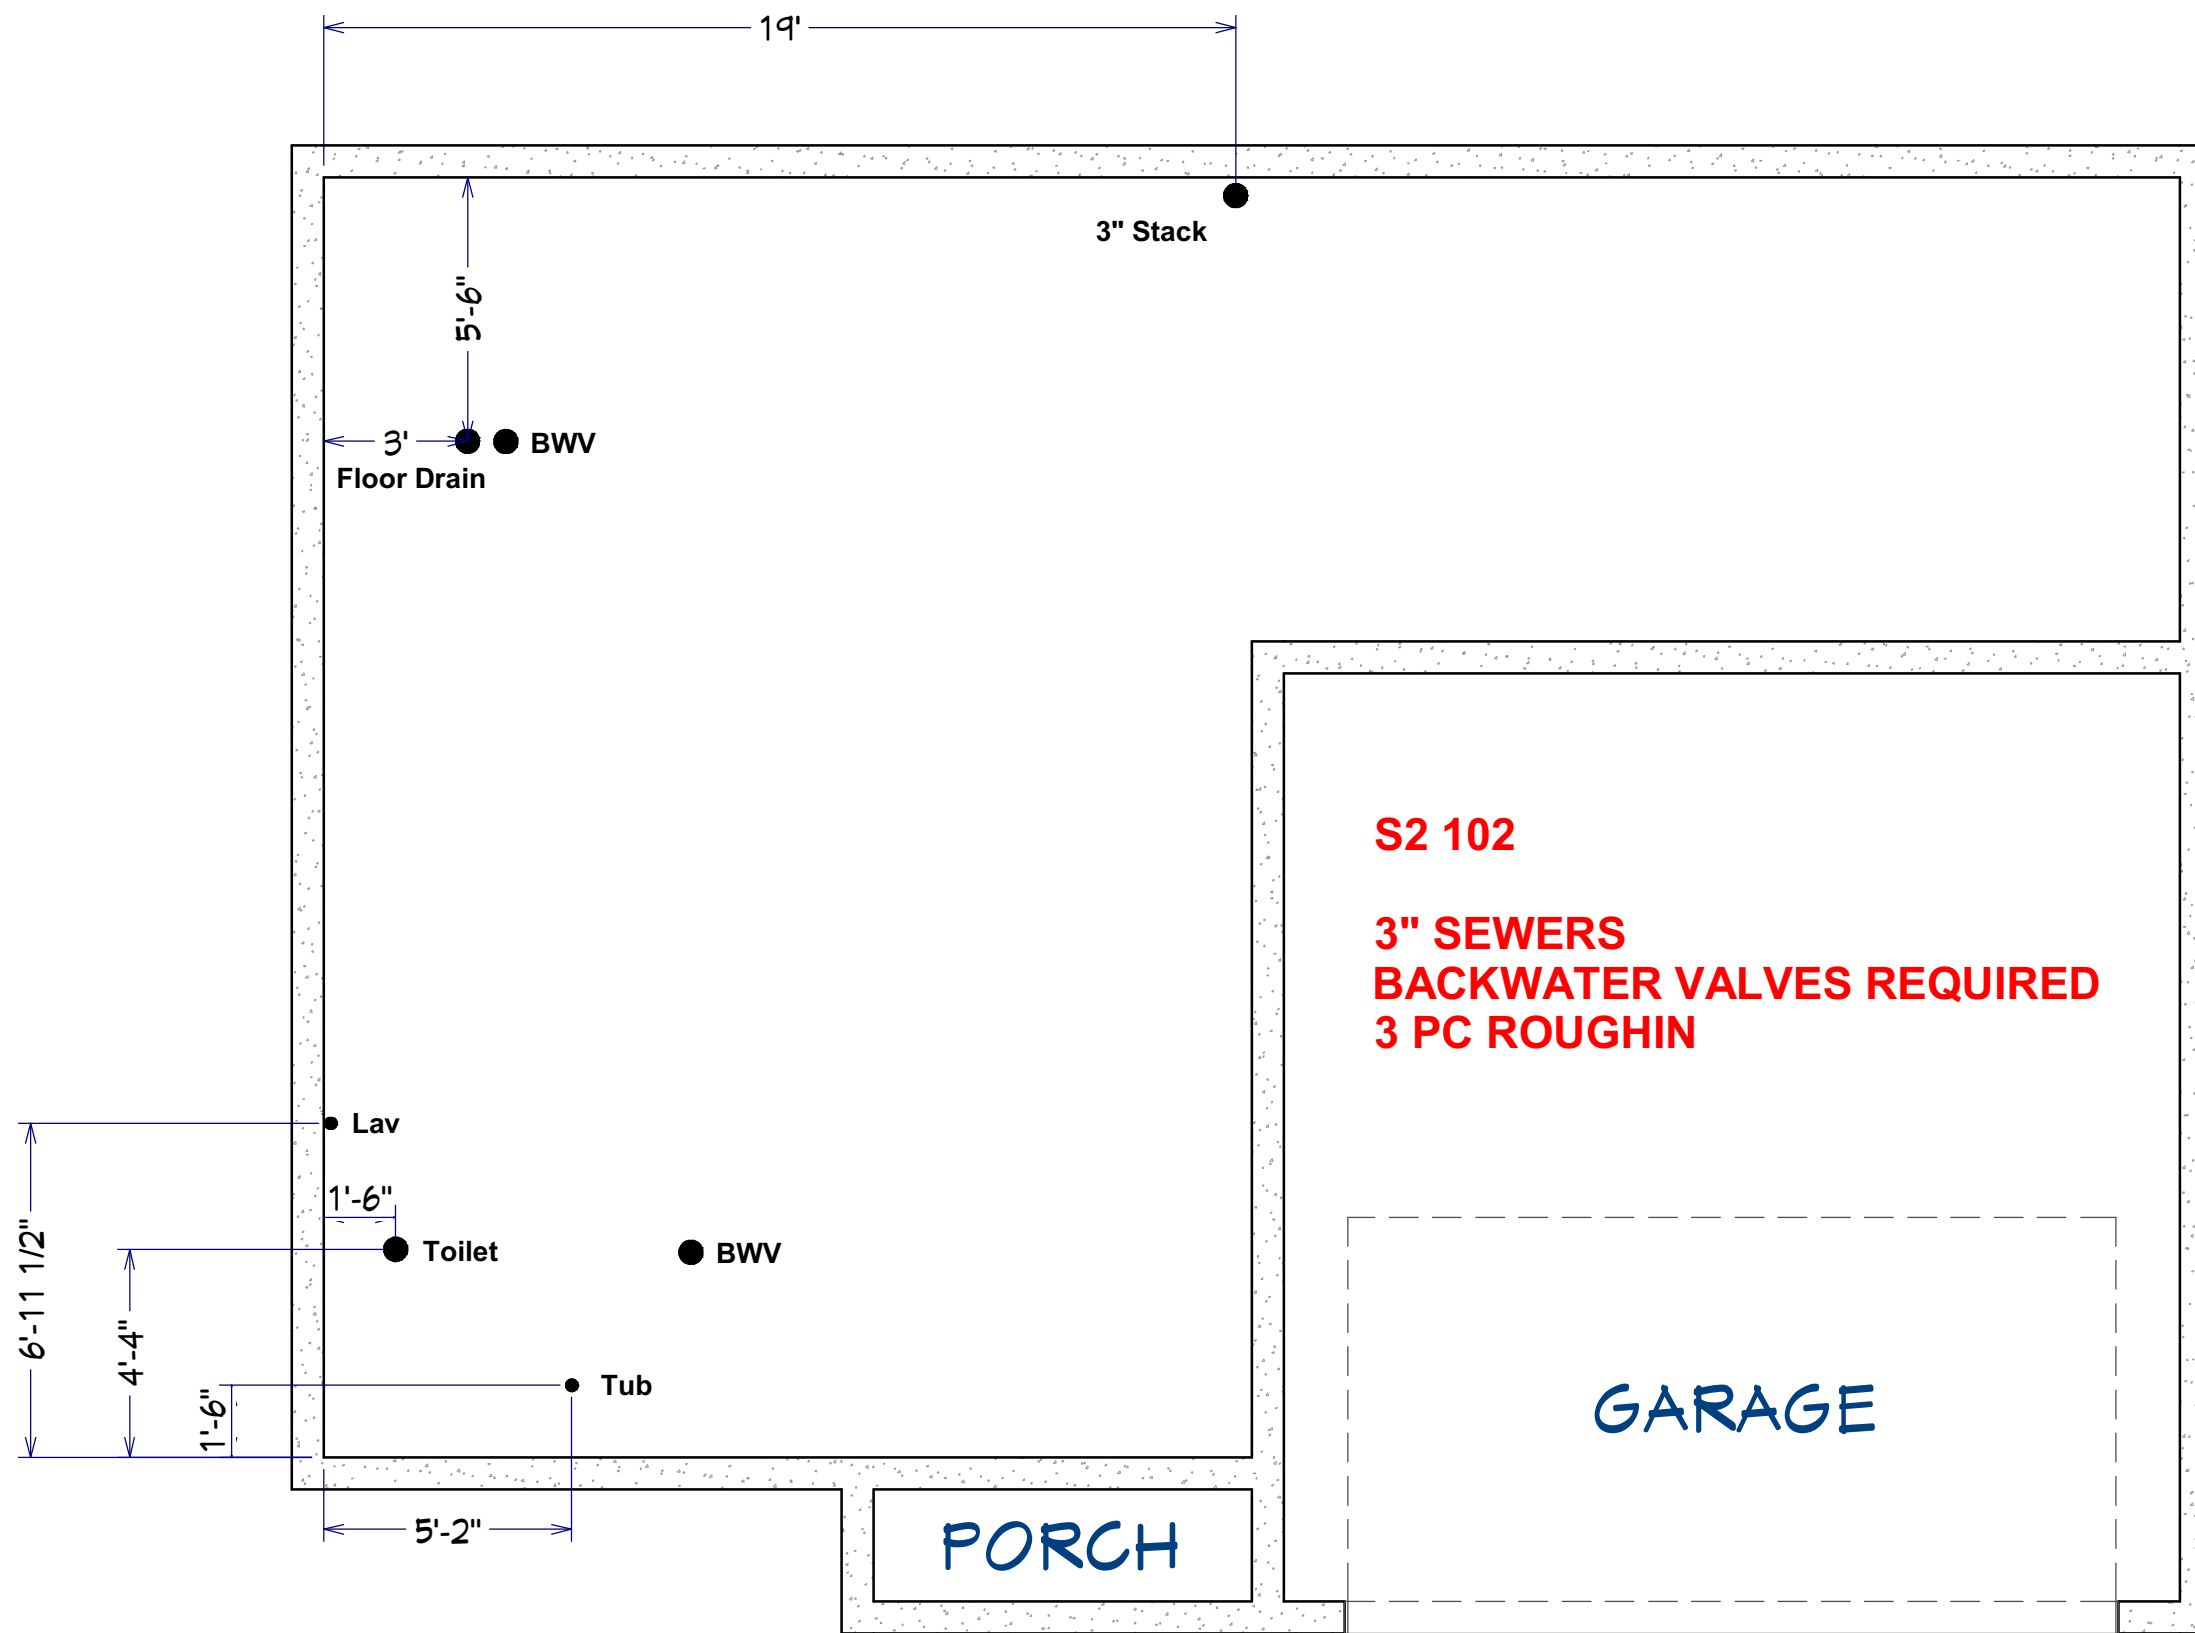 19'
3" Stack
5'-6"
3'
BWV
Floor Drain
S2 102
3" SEWERS
BACKWATER VALVES REQUIRED
3 PC ROUGHIN
Lav
1'-6"
Toilet
BWV
6'-11 1/2"
4'-4"
1'-6"
Tub
GARAGE
5'-2"
PORCH